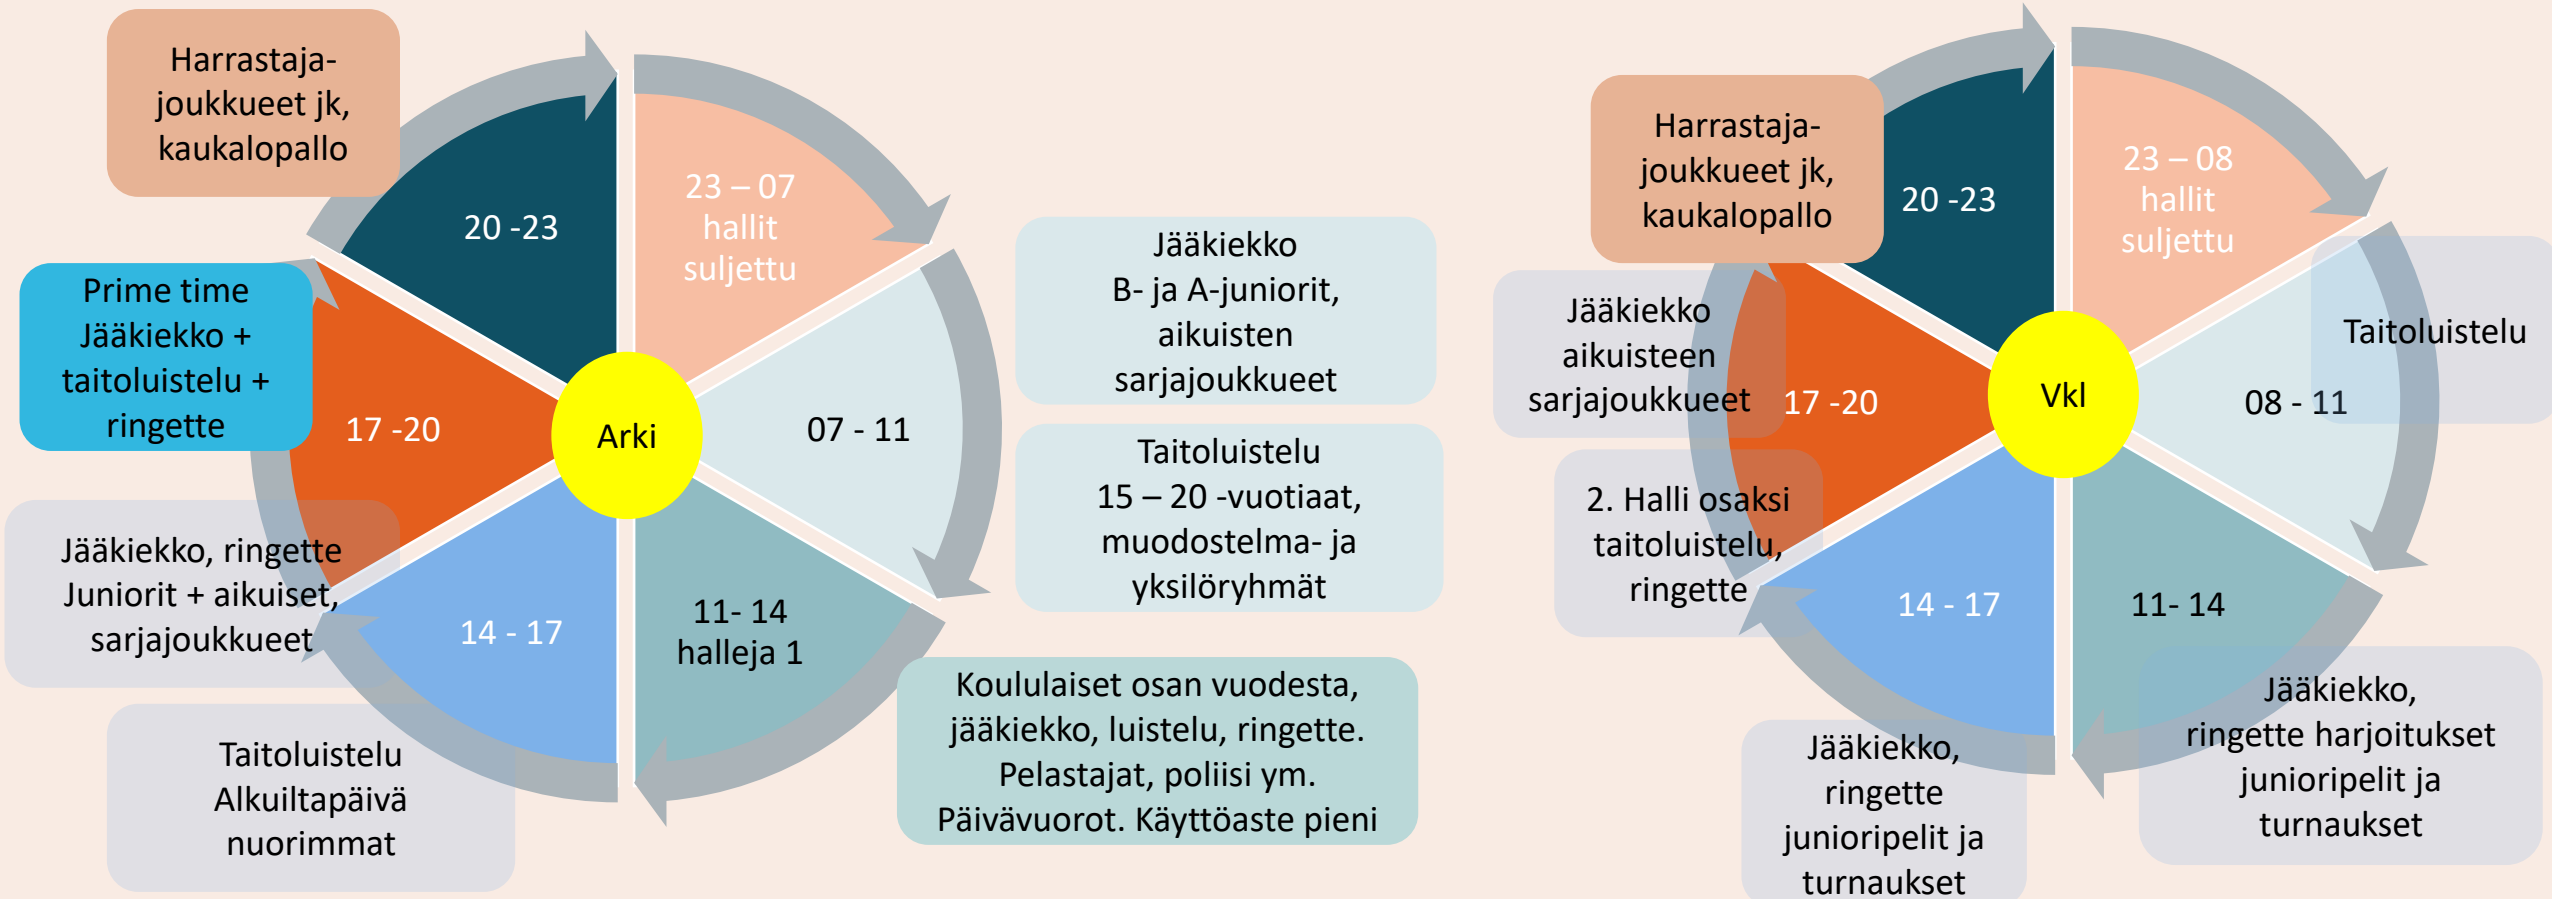 Harrastaja-
joukkueet jk,
kaukalopallo
20 -23
23 – 07
hallit
suljettu
Prime time
Jääkiekko +
taitoluistelu +
ringette
17 -20
Arki
07 - 11
Jääkiekko
B- ja A-juniorit,
aikuisten
sarjajoukkueet
Taitoluistelu
15 – 20 -vuotiaat,
muodostelma- ja
yksilöryhmät
Jääkiekko, ringette
Juniorit + aikuiset,
sarjajoukkueet
14 - 17
11- 14
halleja 1
Taitoluistelu
Alkuiltapäivä
nuorimmat
Koululaiset osan vuodesta,
jääkiekko, luistelu, ringette.
Pelastajat, poliisi ym.
Päivävuorot. Käyttöaste pieni
Harrastaja-
joukkueet jk,
kaukalopallo
20 -23
23 – 08
hallit
suljettu
Jääkiekko
aikuisteen
sarjajoukkueet
17 -20
Vkl
08 - 11
Taitoluistelu
2. Halli osaksi
taitoluistelu,
ringette
14 - 17
11- 14
Jääkiekko,
ringette
junioripelit ja
turnaukset
Jääkiekko,
ringette harjoitukset
junioripelit ja
turnaukset